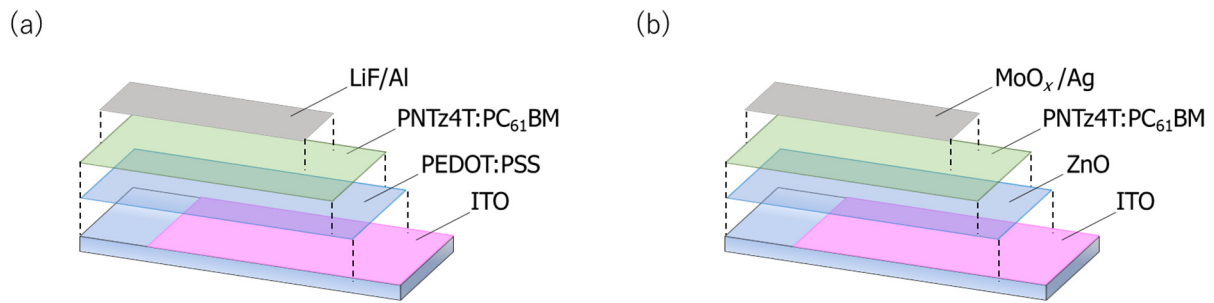 (a)
LiF/Al
PNTz4T:PC₆₁BM
PEDOT:PSS
ITO
(b)
MoOₓ/Ag
PNTz4T:PC₆₁BM
ZnO
ITO